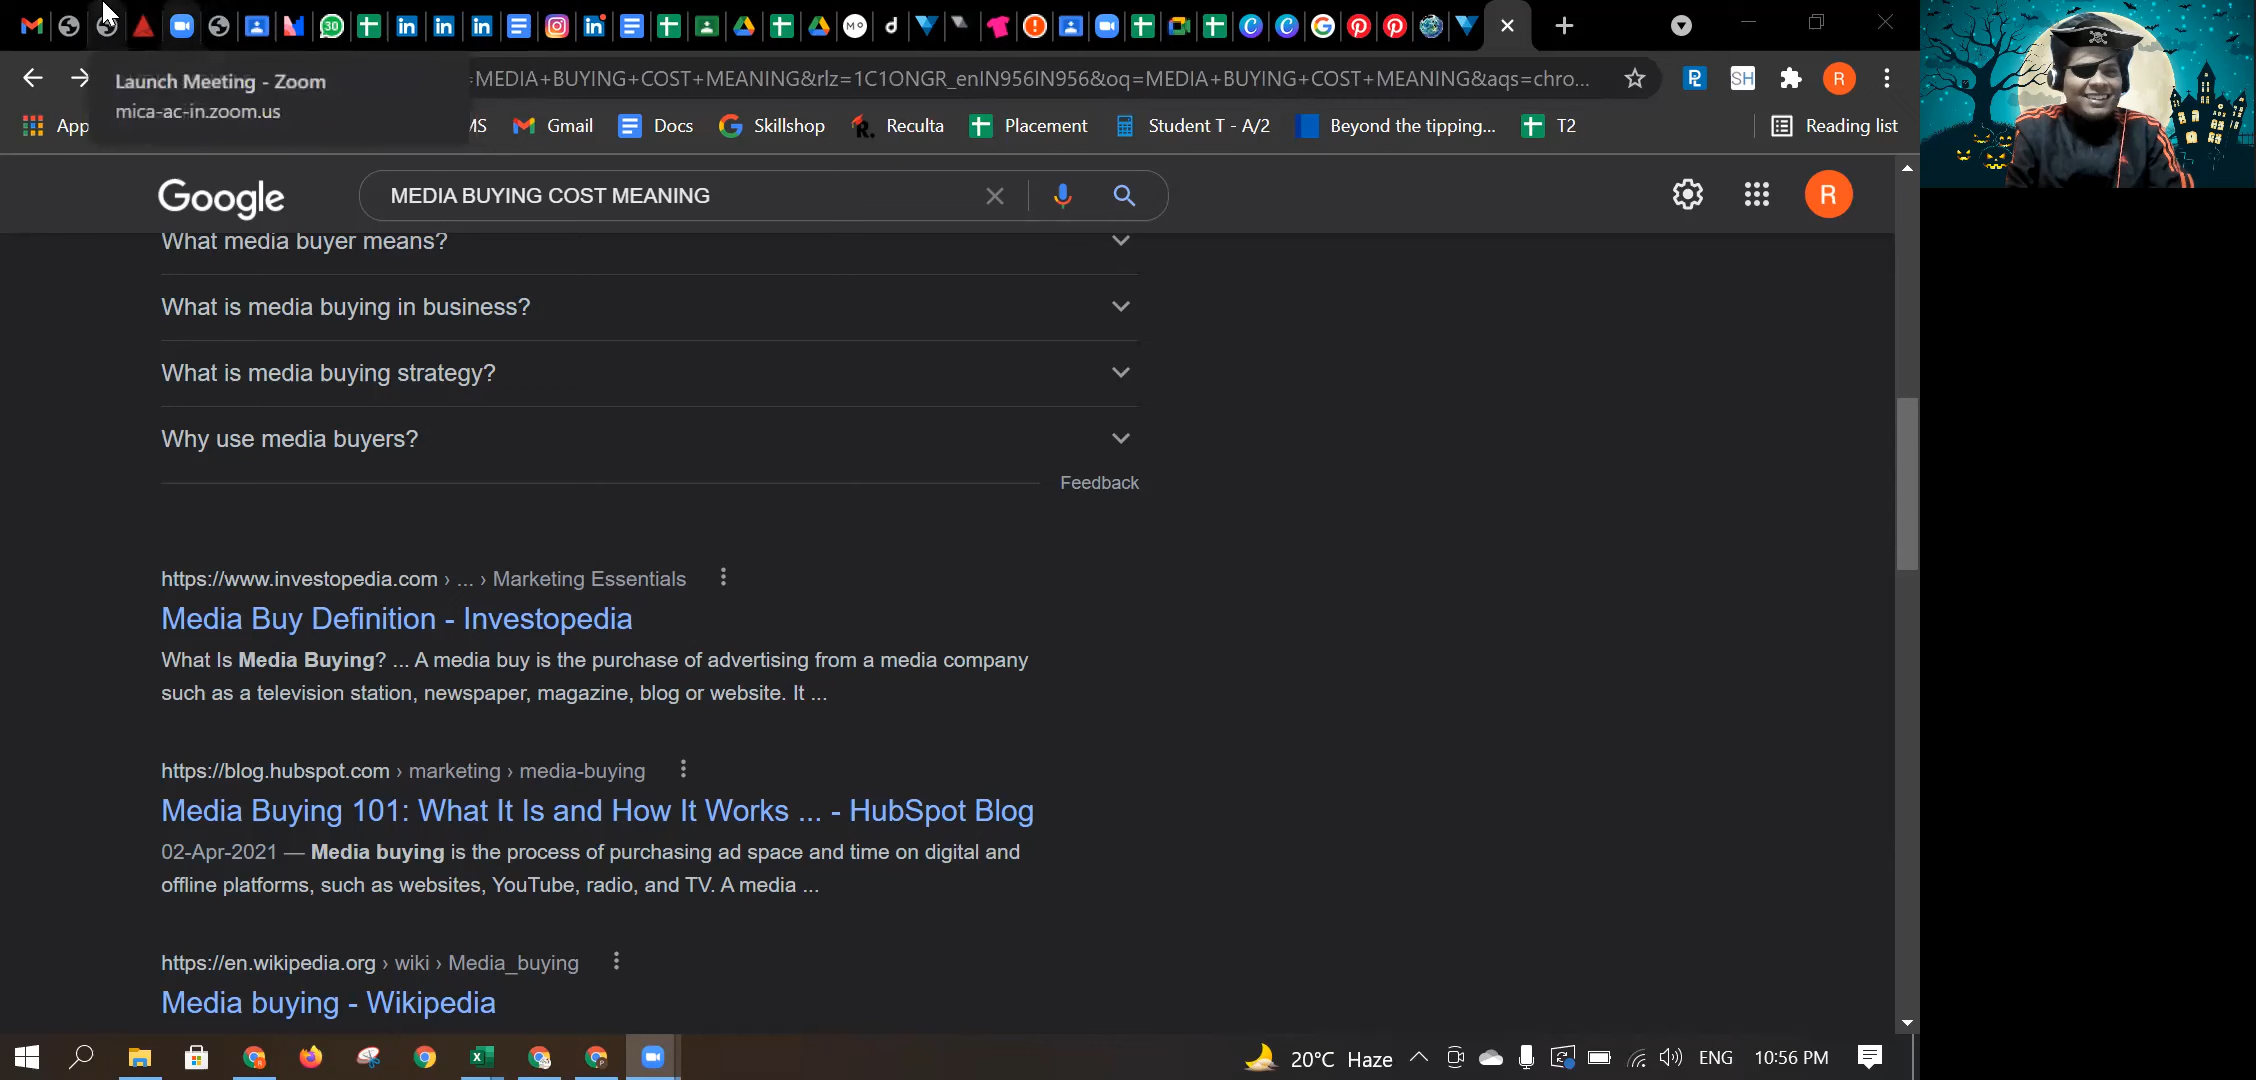 Launch Meeting - Zoom
mica-ac-in.zoom.us
=MEDIA+BUYING+COST+MEANING&rlz=1C1ONGR_enIN956IN956&oq=MEDIA+BUYING+COST+MEANING&aqs=chro...
PL
SH
R
30
MO
App
MS
Gmail
Docs
Skillshop
Reculta
Placement
Student T - A/2
Beyond the tipping...
T2
Reading list
Google
MEDIA BUYING COST MEANING
R
What media buyer means?
What is media buying in business?
What is media buying strategy?
Why use media buyers?
Feedback
https://www.investopedia.com › ... › Marketing Essentials
Media Buy Definition - Investopedia
What Is Media Buying? ... A media buy is the purchase of advertising from a media company
such as a television station, newspaper, magazine, blog or website. It ...
https://blog.hubspot.com › marketing › media-buying
Media Buying 101: What It Is and How It Works ... - HubSpot Blog
02-Apr-2021 — Media buying is the process of purchasing ad space and time on digital and
offline platforms, such as websites, YouTube, radio, and TV. A media ...
https://en.wikipedia.org › wiki › Media_buying
Media buying - Wikipedia
20°C Haze
ENG
10:56 PM